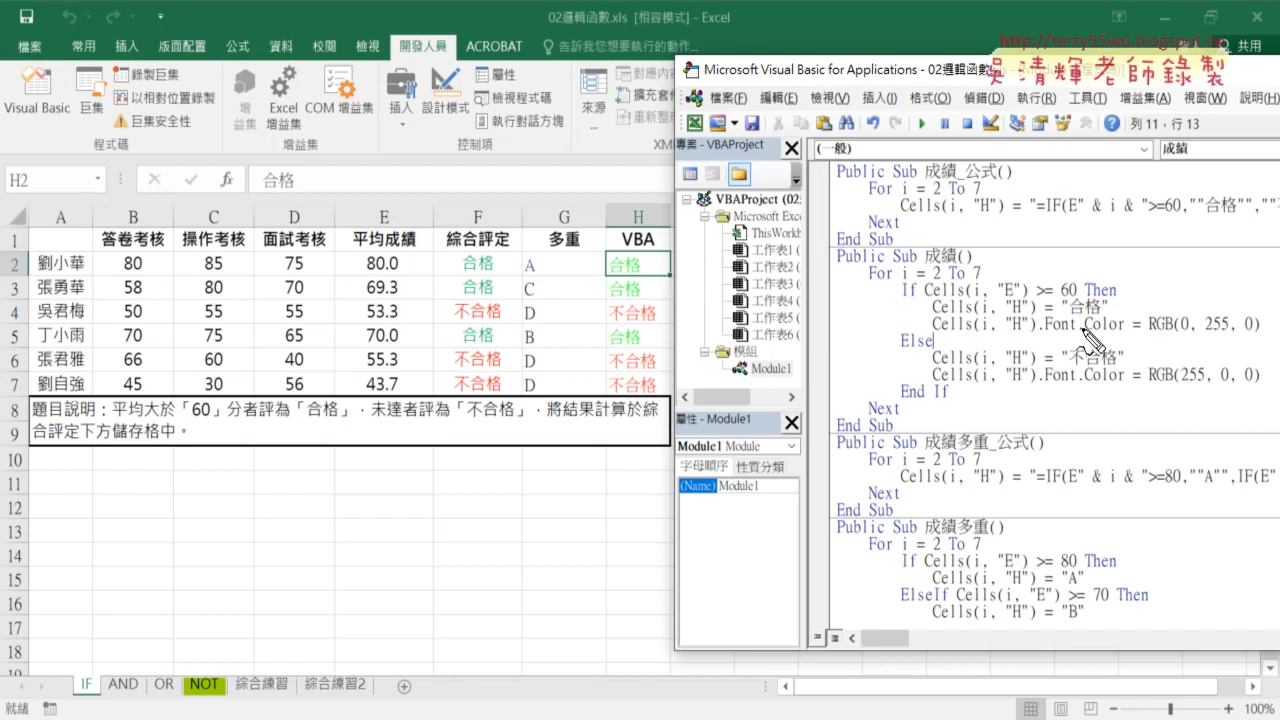 02邏輯函數.xls [相容模式] - Excel
檔案 常用 插入 版面配置 公式 資料 校閱 檢視 開發人員 ACROBAT 告訴我您想要執行的動作... 共用
http://terry55wu.blogspot.tw
吳清輝老師錄製
Visual Basic 巨集 錄製巨集 以相對位置錄製 巨集安全性 程式碼
增益集 Excel 增益集 COM 增益集 增益集
插入 設計模式 屬性 檢視程式碼 執行對話方塊 控制項
來源 XM
H2 fx 合格
A B C D E F G H
1 答卷考核 操作考核 面試考核 平均成績 綜合評定 多重 VBA
2 劉小華 80 85 75 80.0 合格 A 合格
3 張勇華 58 80 70 69.3 合格 C 合格
4 吳君梅 50 55 55 53.3 不合格 D 不合格
5 丁小雨 70 75 65 70.0 合格 B 合格
6 張君雅 66 60 40 55.3 不合格 D 不合格
7 劉自強 45 30 56 43.7 不合格 D 不合格
8 題目說明：平均大於「60」分者評為「合格」，未達者評為「不合格」，將結果計算於綜
9 合評定下方儲存格中。
10
11
12
13
14
15
16
17
18
IF AND OR NOT 綜合練習 綜合練習2
就緒 100%
Microsoft Visual Basic for Applications - 02邏輯函數
檔案(F) 編輯(E) 檢視(V) 插入(I) 格式(O) 偵錯(D) 執行(R) 工具(T) 增益集(A) 視窗(W) 說明(H)
列 11，行 13
專案 - VBAProject
VBAProject (02
Microsoft Exce
ThisWorkb
工作表1 (
工作表2 (
工作表3 (
工作表4 (
工作表5 (
工作表6 (
模組
Module1
屬性 - Module1
Module1 Module
字母順序 性質分類
(Name) Module1
(一般) 成績
Public Sub 成績_公式()
For i = 2 To 7
Cells(i, "H") = "=IF(E" & i & ">=60,""合格"",""
Next
End Sub
Public Sub 成績()
For i = 2 To 7
If Cells(i, "E") >= 60 Then
Cells(i, "H") = "合格"
Cells(i, "H").Font.Color = RGB(0, 255, 0)
Else
Cells(i, "H") = "不合格"
Cells(i, "H").Font.Color = RGB(255, 0, 0)
End If
Next
End Sub
Public Sub 成績多重_公式()
For i = 2 To 7
Cells(i, "H") = "=IF(E" & i & ">=80,""A"",IF(E"
Next
End Sub
Public Sub 成績多重()
For i = 2 To 7
If Cells(i, "E") >= 80 Then
Cells(i, "H") = "A"
ElseIf Cells(i, "E") >= 70 Then
Cells(i, "H") = "B"